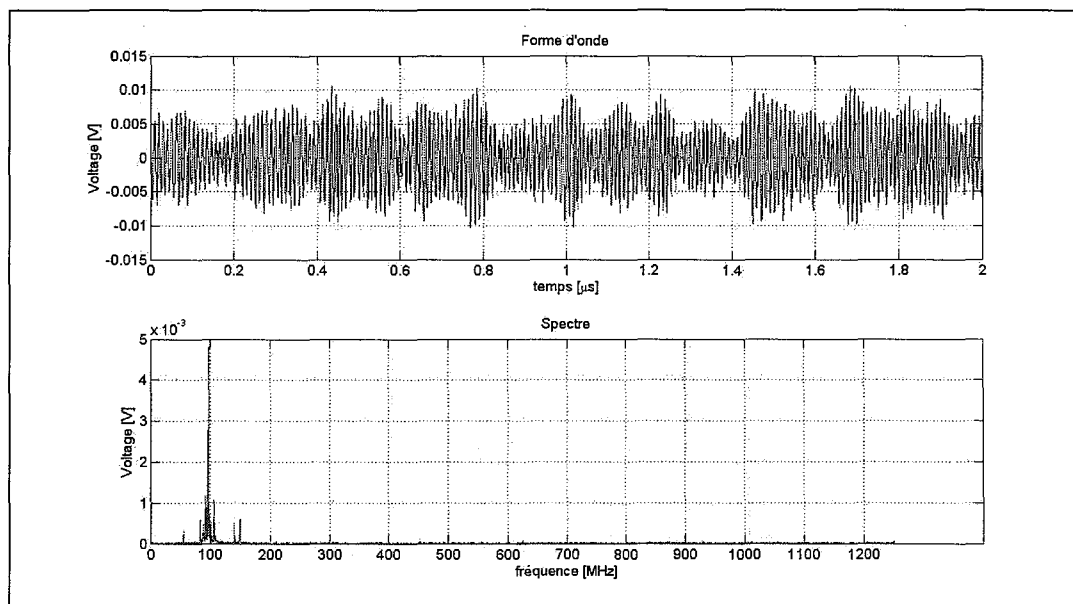 Forme d'onde
0.015
0.01
0.005
0
-0.005
-0.01
-0.015
Voltage [V]
0 0.2 0.4 0.6 0.8 1 1.2 1.4 1.6 1.8 2
temps [μs]
Spectre
x 10⁻³
5
4
3
2
1
0
Voltage [V]
0 100 200 300 400 500 600 700 800 900 1000 1100 1200
fréquence [MHz]